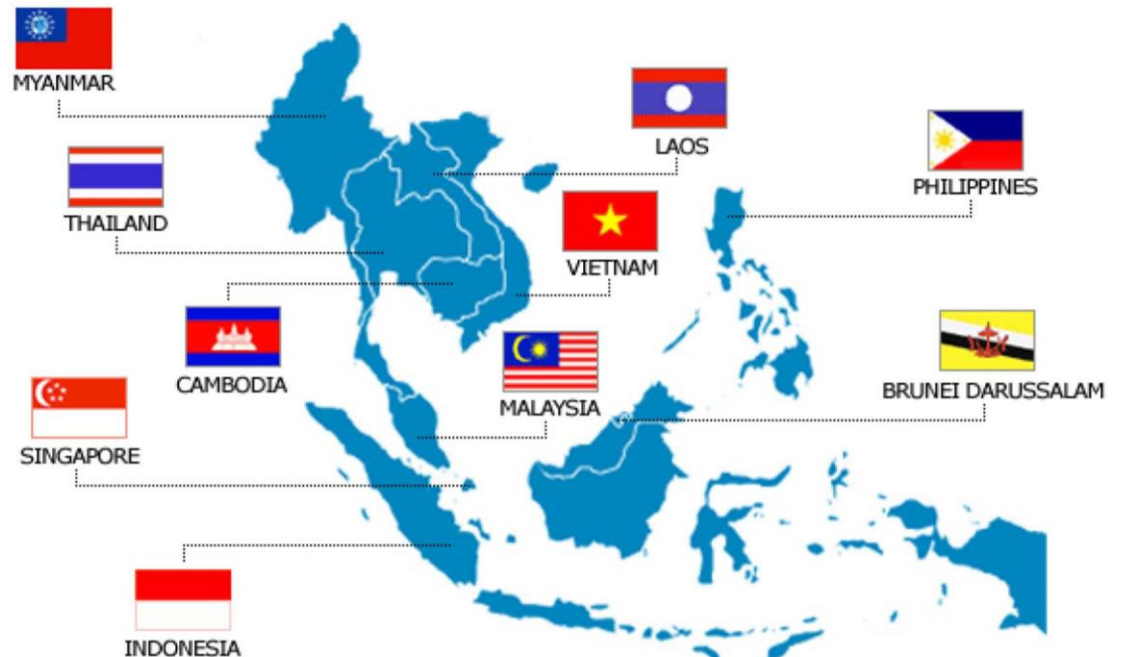 MYANMAR
LAOS
PHILIPPINES
THAILAND
VIETNAM
CAMBODIA
MALAYSIA
BRUNEI DARUSSALAM
SINGAPORE
INDONESIA